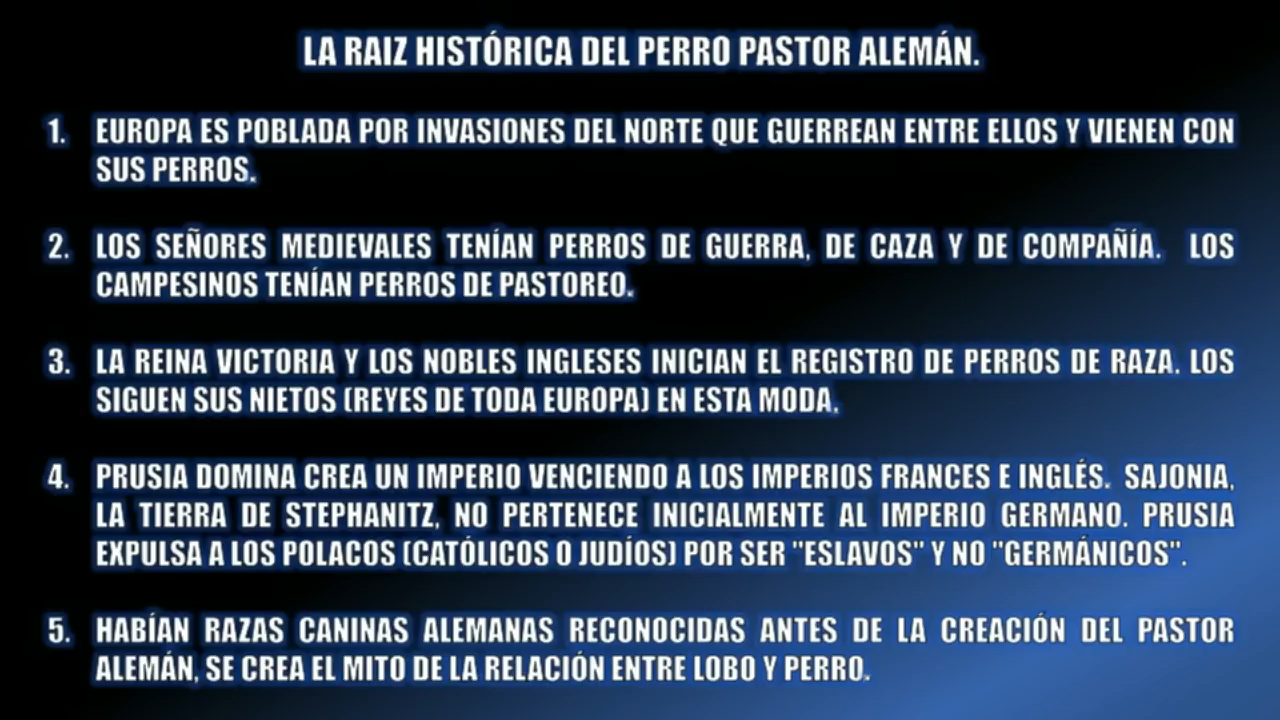 LA RAIZ HISTÓRICA DEL PERRO PASTOR ALEMÁN.
1. EUROPA ES POBLADA POR INVASIONES DEL NORTE QUE GUERREAN ENTRE ELLOS Y VIENEN CON
SUS PERROS.
2. LOS SEÑORES MEDIEVALES TENÍAN PERROS DE GUERRA, DE CAZA Y DE COMPAÑÍA. LOS
CAMPESINOS TENÍAN PERROS DE PASTOREO.
3. LA REINA VICTORIA Y LOS NOBLES INGLESES INICIAN EL REGISTRO DE PERROS DE RAZA. LOS
SIGUEN SUS NIETOS (REYES DE TODA EUROPA) EN ESTA MODA.
4. PRUSIA DOMINA CREA UN IMPERIO VENCIENDO A LOS IMPERIOS FRANCES E INGLÉS. SAJONIA,
LA TIERRA DE STEPHANITZ, NO PERTENECE INICIALMENTE AL IMPERIO GERMANO. PRUSIA
EXPULSA A LOS POLACOS (CATÓLICOS O JUDÍOS) POR SER "ESLAVOS" Y NO "GERMÁNICOS".
5. HABÍAN RAZAS CANINAS ALEMANAS RECONOCIDAS ANTES DE LA CREACIÓN DEL PASTOR
ALEMÁN, SE CREA EL MITO DE LA RELACIÓN ENTRE LOBO Y PERRO.